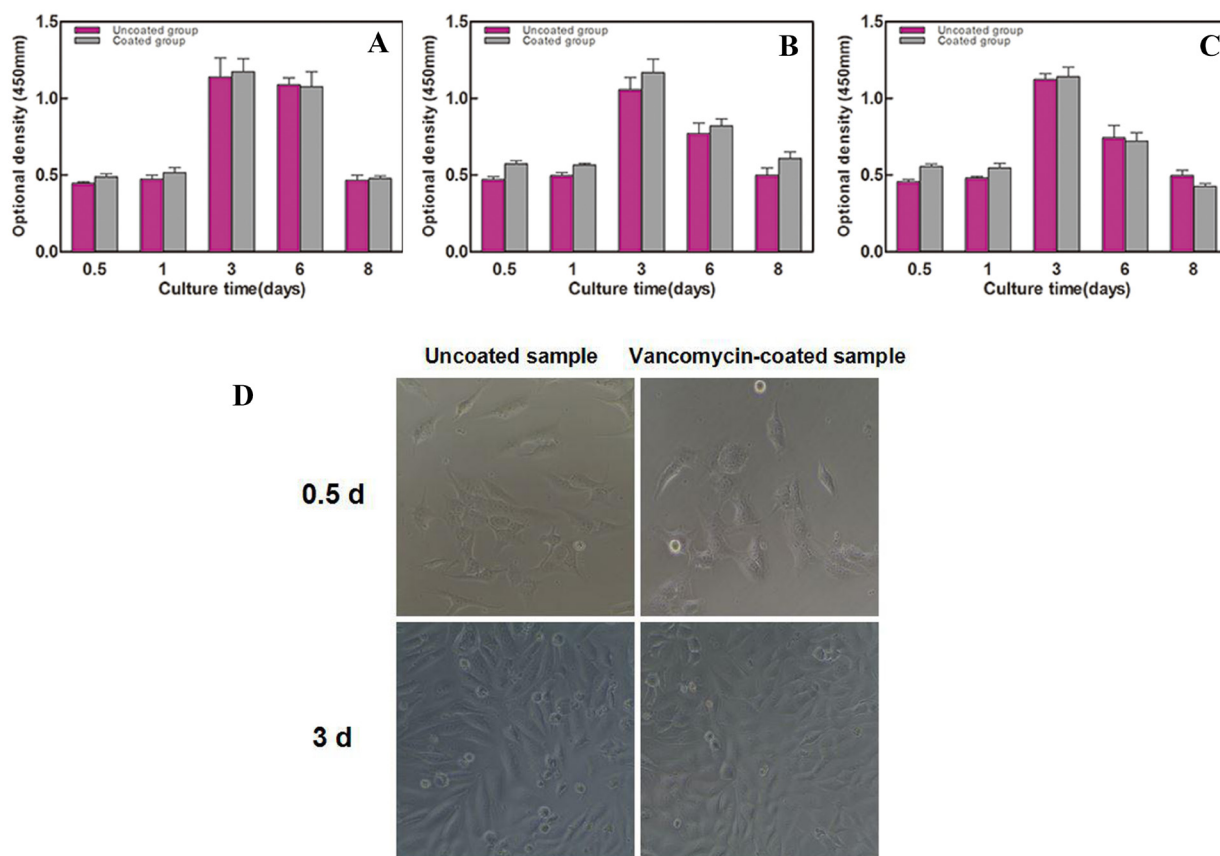 Uncoated group
Coated group
A
Optional density (450mm)
1.5
1.0
0.5
0.0
0.5 1 3 6 8
Culture time(days)
Uncoated group
Coated group
B
Optional density (450mm)
1.5
1.0
0.5
0.0
0.5 1 3 6 8
Culture time(days)
Uncoated group
Coated group
C
Optional density (450mm)
1.5
1.0
0.5
0.0
0.5 1 3 6 8
Culture time(days)
D
Uncoated sample
Vancomycin-coated sample
0.5 d
3 d